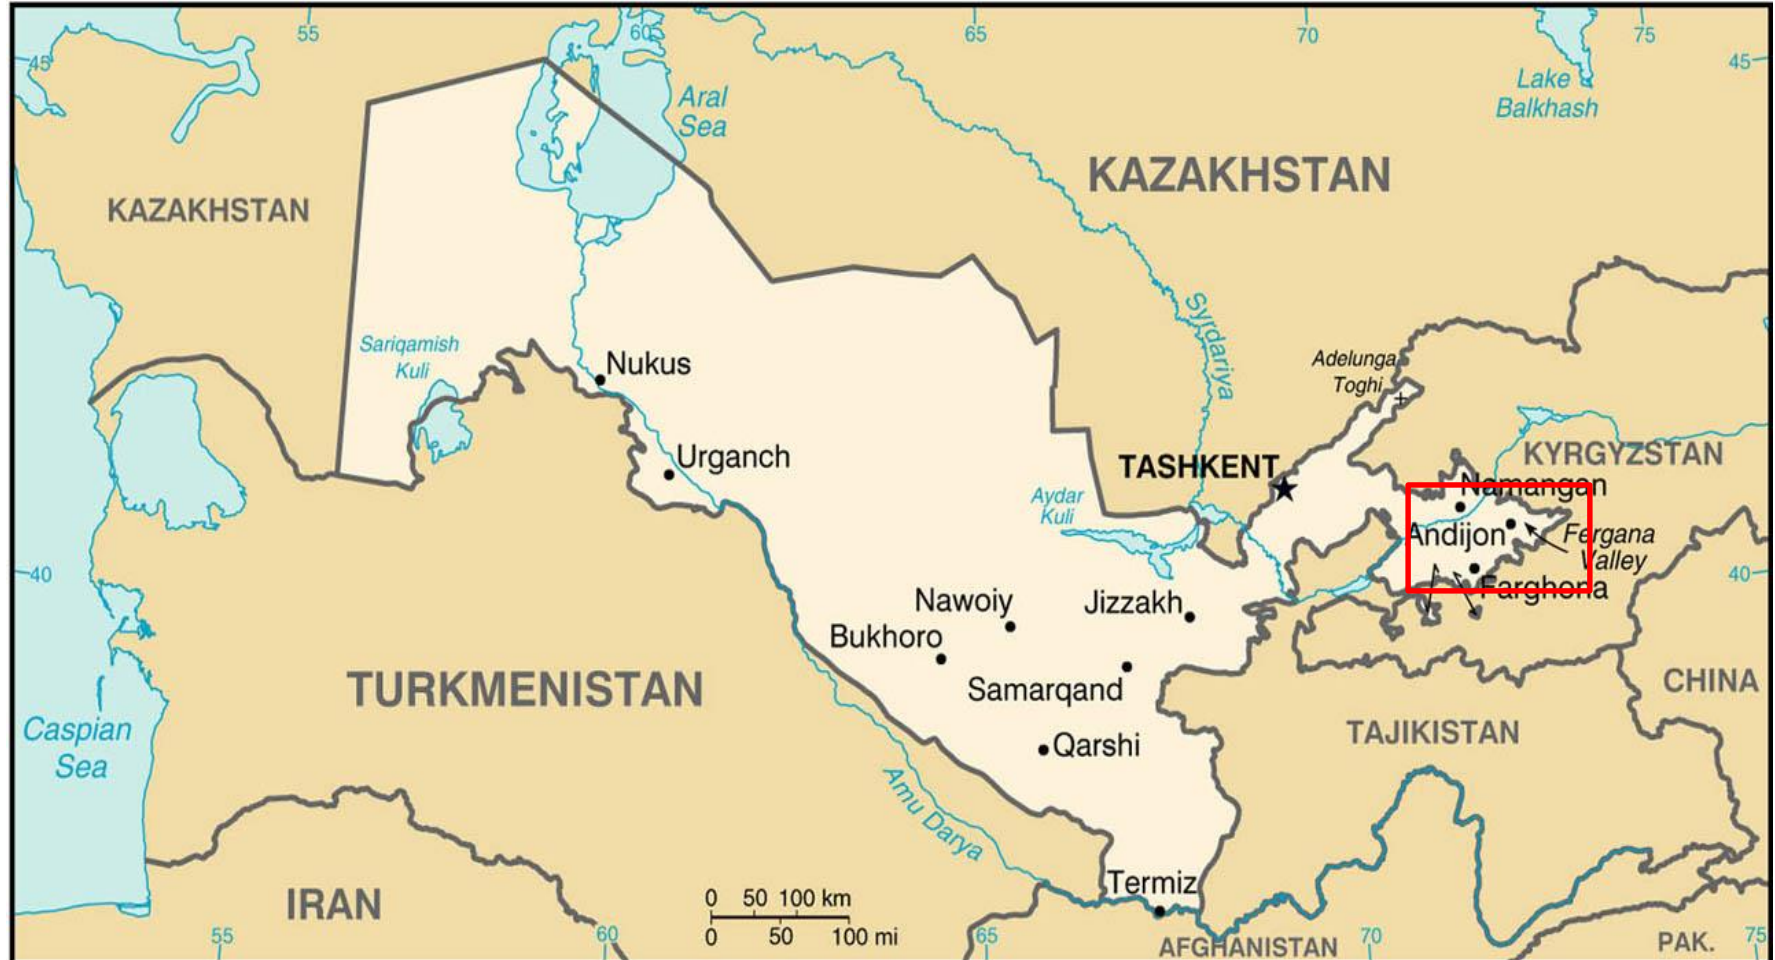 55
60
65
70
75
45
45
Aral
Sea
Lake
Balkhash
KAZAKHSTAN
KAZAKHSTAN
Syrdariya
Sariqamish
Kuli
Nukus
Adelunga
Toghi
Urganch
TASHKENT
KYRGYZSTAN
Aydar
Kuli
Namangan
Andijon
Fergana
Valley
40
40
Farghona
Nawoiy
Jizzakh
Bukhoro
Samarqand
TURKMENISTAN
CHINA
Caspian
Sea
Qarshi
TAJIKISTAN
Amu Darya
IRAN
Termiz
0 50 100 km
0 50 100 mi
55
60
65
70
75
AFGHANISTAN
PAK.